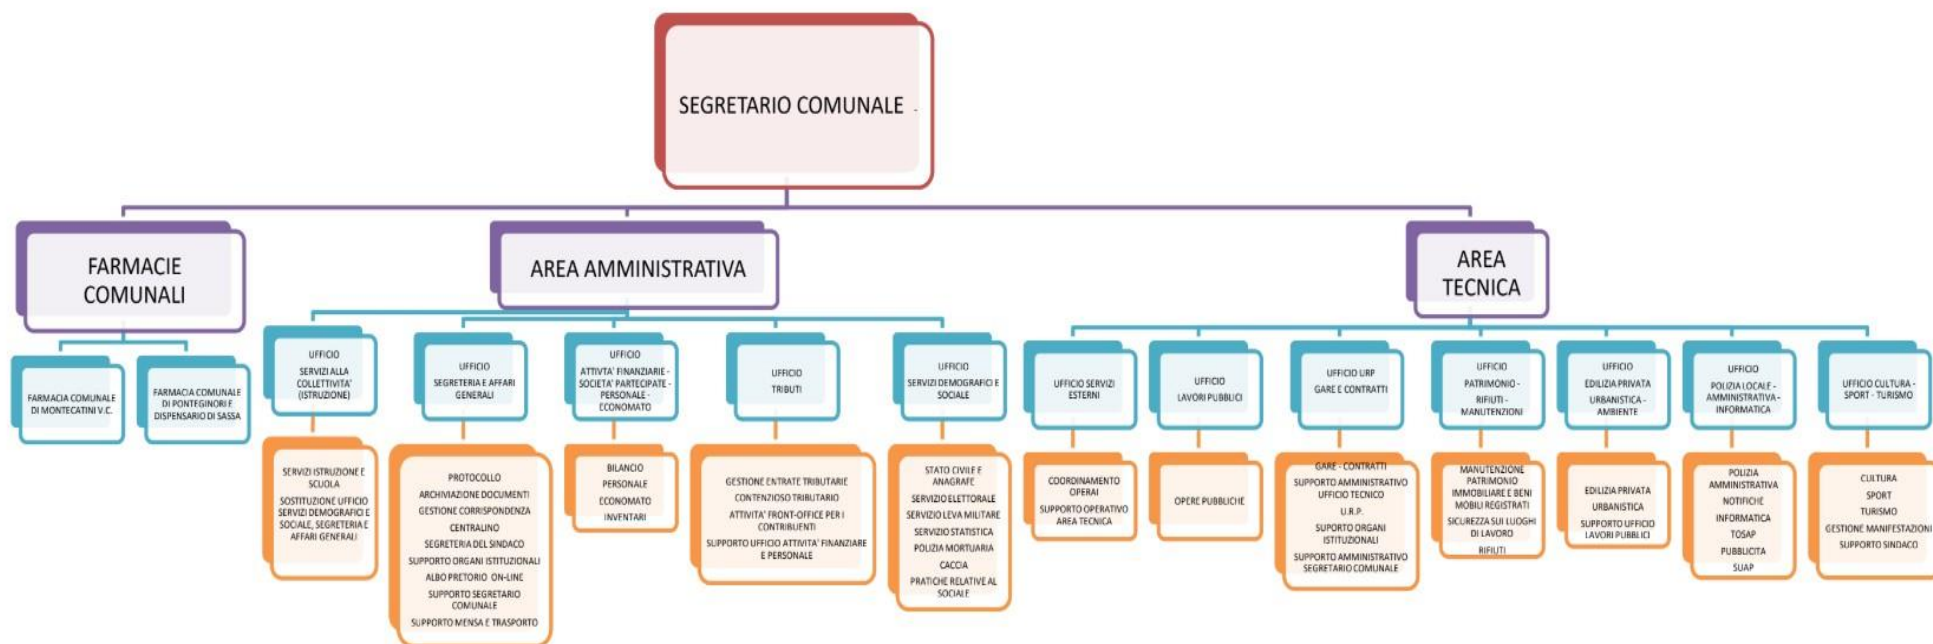 SEGRETARIO COMUNALE -
FARMACIE
COMUNALI
AREA AMMINISTRATIVA
AREA
TECNICA
FARMACIA COMUNALE
DI MONTECATINI V.C.
FARMACIA COMUNALE
DI PONTEGINORI E
DISPENSARIO DI SASSA
UFFICIO
SERVIZI ALLA
COLLETTIVITA'
(ISTRUZIONE)
UFFICIO
SEGRETERIA E AFFARI
GENERALI
UFFICIO
ATTIVTA' FINANZIARIE -
SOCIETA' PARTECIPATE -
PERSONALE -
ECONOMATO
UFFICIO
TRIBUTI
UFFICIO
SERVIZI DEMOGRAFICI E
SOCIALE
UFFICIO SERVIZI
ESTERNI
UFFICIO
LAVORI PUBBLICI
UFFICIO URP
GARE E CONTRATTI
UFFICIO
PATRIMONIO -
RIFIUTI -
MANUTENZIONI
UFFICIO
EDILIZIA PRIVATA
URBANISTICA -
AMBIENTE
UFFICIO
POLIZIA LOCALE -
AMMINISTRATIVA -
INFORMATICA
UFFICIO CULTURA -
SPORT - TURISMO
SERVIZI ISTRUZIONE E
SCUOLA
SOSTITUZIONE UFFICIO
SERVIZI DEMOGRAFICI E
SOCIALE, SEGRETERIA E
AFFARI GENERALI
PROTOCOLLO
ARCHIVIAZIONE DOCUMENTI
GESTIONE CORRISPONDENZA
CENTRALINO
SEGRETERIA DEL SINDACO
SUPPORTO ORGANI ISTITUZIONALI
ALBO PRETORIO ON-LINE
SUPPORTO SEGRETARIO
COMUNALE
SUPPORTO MENSA E TRASPORTO
BILANCIO
PERSONALE
ECONOMATO
INVENTARI
GESTIONE ENTRATE TRIBUTARIE
CONTENZIOSO TRIBUTARIO
ATTIVITA' FRONT-OFFICE PER I
CONTRIBUENTI
SUPPORTO UFFICIO ATTIVITA' FINANZIARE
E PERSONALE
STATO CIVILE E
ANAGRAFE
SERVIZIO ELETTORALE
SERVIZIO LEVA MILITARE
SERVIZIO STATISTICA
POLIZIA MORTUARIA
CACCIA
PRATICHE RELATIVE AL
SOCIALE
COORDINAMENTO
OPERAI
SUPPORTO OPERATIVO
AREA TECNICA
OPERE PUBBLICHE
GARE - CONTRATTI
SUPPORTO AMMINISTRATIVO
UFFICIO TECNICO
U.R.P.
SUPORTO ORGANI
ISTITUZIONALI
SUPPORTO AMMINISTRATIVO
SEGRETARIO COMUNALE
MANUTENZIONE
PATRIMONIO
IMMOBILIARE E BENI
MOBILI REGISTRATI
SICUREZZA SUI LUOGHI
DI LAVORO
RIFIUTI
EDILIZIA PRIVATA
URBANISTICA
SUPPORTO UFFICIO
LAVORI PUBBLICI
POLIZIA
AMMINISTRATIVA
NOTIFICHE
INFORMATICA
TOSAP
PUBBLICITA
SUAP
CULTURA
SPORT
TURISMO
GESTIONE MANIFESTAZIONI
SUPPORTO SINDACO